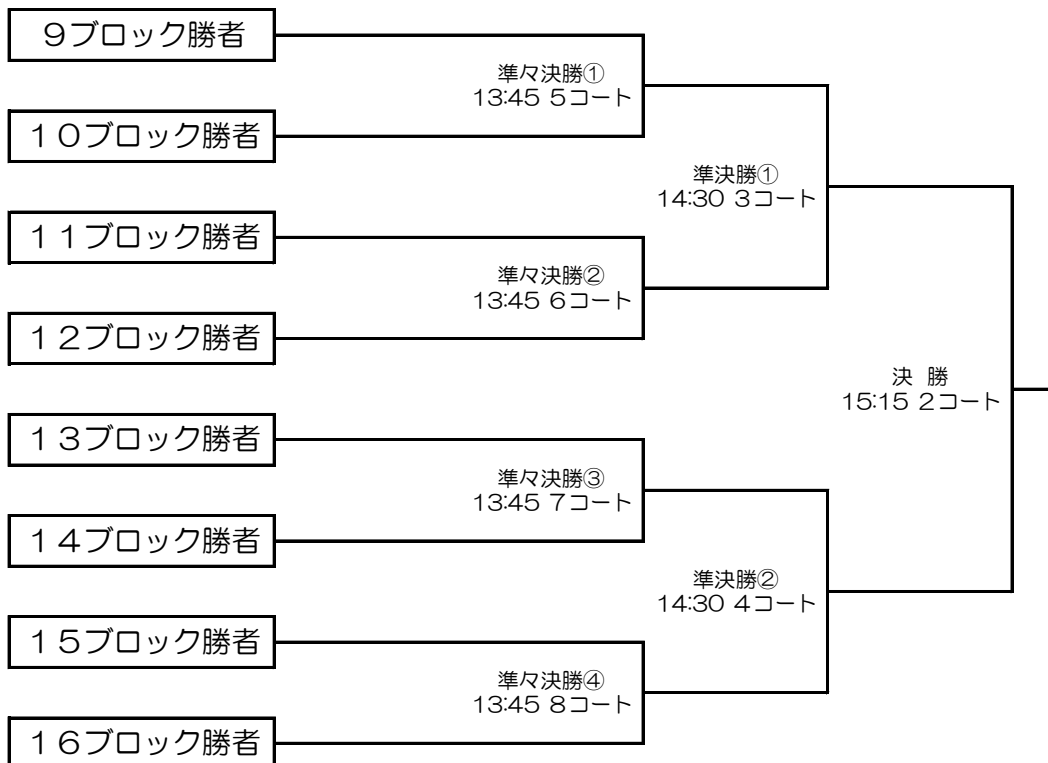 9ブロック勝者
準々決勝①
13:45 5コート
10ブロック勝者
準決勝①
14:30 3コート
11ブロック勝者
準々決勝②
13:45 6コート
12ブロック勝者
決 勝
15:15 2コート
13ブロック勝者
準々決勝③
13:45 7コート
14ブロック勝者
準決勝②
14:30 4コート
15ブロック勝者
準々決勝④
13:45 8コート
16ブロック勝者